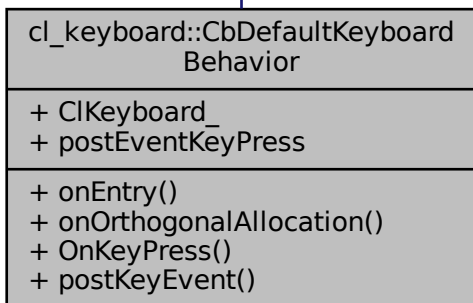 cl_keyboard::CbDefaultKeyboard
Behavior
+ ClKeyboard_
+ postEventKeyPress
+ onEntry()
+ onOrthogonalAllocation()
+ OnKeyPress()
+ postKeyEvent()